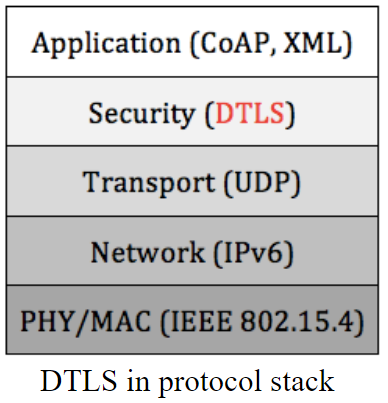 Application (CoAP, XML)
Security (DTLS)
Transport (UDP)
Network (IPv6)
PHY/MAC (IEEE 802.15.4)
DTLS in protocol stack